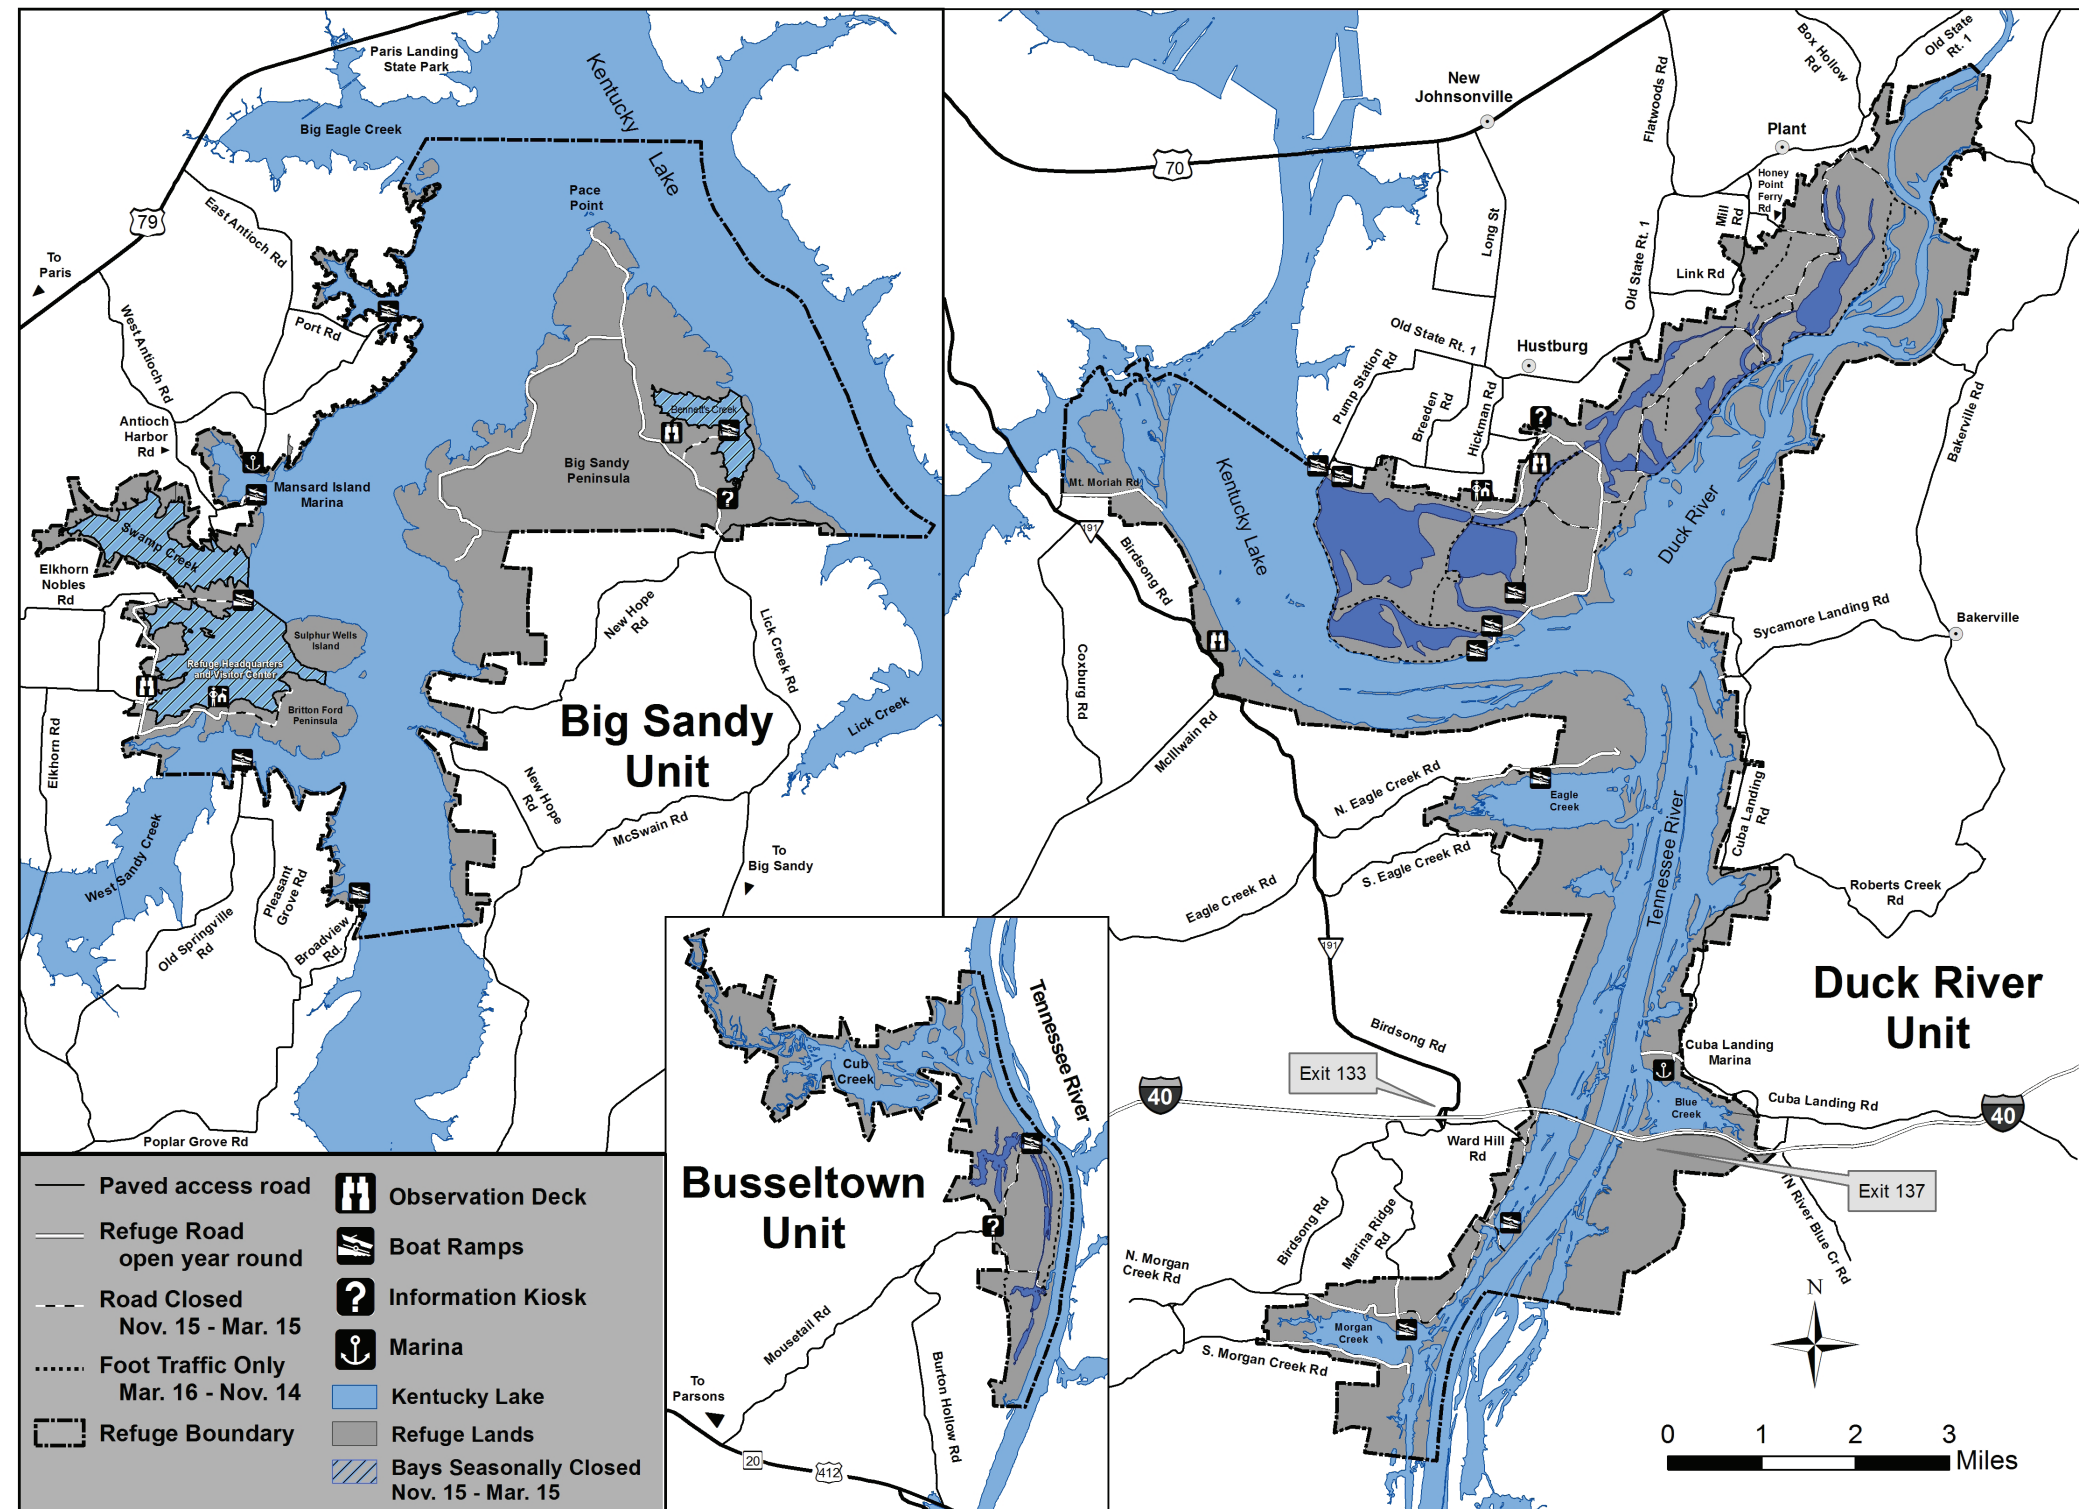 Paris Landing
State Park
Kentucky
Lake
Big Eagle Creek
Pace
Point
79
East Antioch Rd
To
Paris
West Antioch Rd
Port Rd
Antioch
Harbor
Rd
Mansard Island
Marina
Bennett's Creek
Big Sandy
Peninsula
Swamp Creek
Elkhorn
Nobles
Rd
Sulphur Wells
Island
Refuge Headquarters
and Visitor Center
Britton Ford
Peninsula
Elkhorn Rd
New Hope
Rd
Lick Creek Rd
Lick Creek
Big Sandy
Unit
New Hope
Rd
McSwain Rd
To
Big Sandy
West Sandy Creek
Pleasant
Grove Rd
Old Springville
Rd
Broadview
Rd.
Poplar Grove Rd
New
Johnsonville
70
Flatwoods Rd
Box Hollow
Rd
Old State
Rt. 1
Plant
Honey
Point
Ferry
Rd
Mill
Rd
Long St
Old State Rt. 1
Link Rd
Old State Rt. 1
Hustburg
Pump Station
Rd
Breeden
Rd
Hickman Rd
Bakerville Rd
Mt. Moriah Rd
191
Birdsong Rd
Kentucky Lake
Duck River
Sycamore Landing Rd
Bakerville
Coxburg Rd
McIllwain Rd
N. Eagle Creek Rd
Eagle
Creek
Cuba Landing
Rd
Tennessee River
S. Eagle Creek Rd
Eagle Creek Rd
Roberts Creek
Rd
191
Duck River
Unit
Birdsong Rd
Exit 133
Cuba Landing
Marina
40
Blue
Creek
Cuba Landing Rd
40
Ward Hill
Rd
Exit 137
N River Blue Cr Rd
Birdsong Rd
Marina Ridge
Rd
N. Morgan
Creek Rd
Morgan
Creek
S. Morgan Creek Rd
N
0 1 2 3
Miles
Tennessee River
Cub
Creek
Busseltown
Unit
Mousetail Rd
Burton Hollow Rd
To
Parsons
20
412
Paved access road
Refuge Road
open year round
Road Closed
Nov. 15 - Mar. 15
Foot Traffic Only
Mar. 16 - Nov. 14
Refuge Boundary
Observation Deck
Boat Ramps
?
Information Kiosk
Marina
Kentucky Lake
Refuge Lands
Bays Seasonally Closed
Nov. 15 - Mar. 15